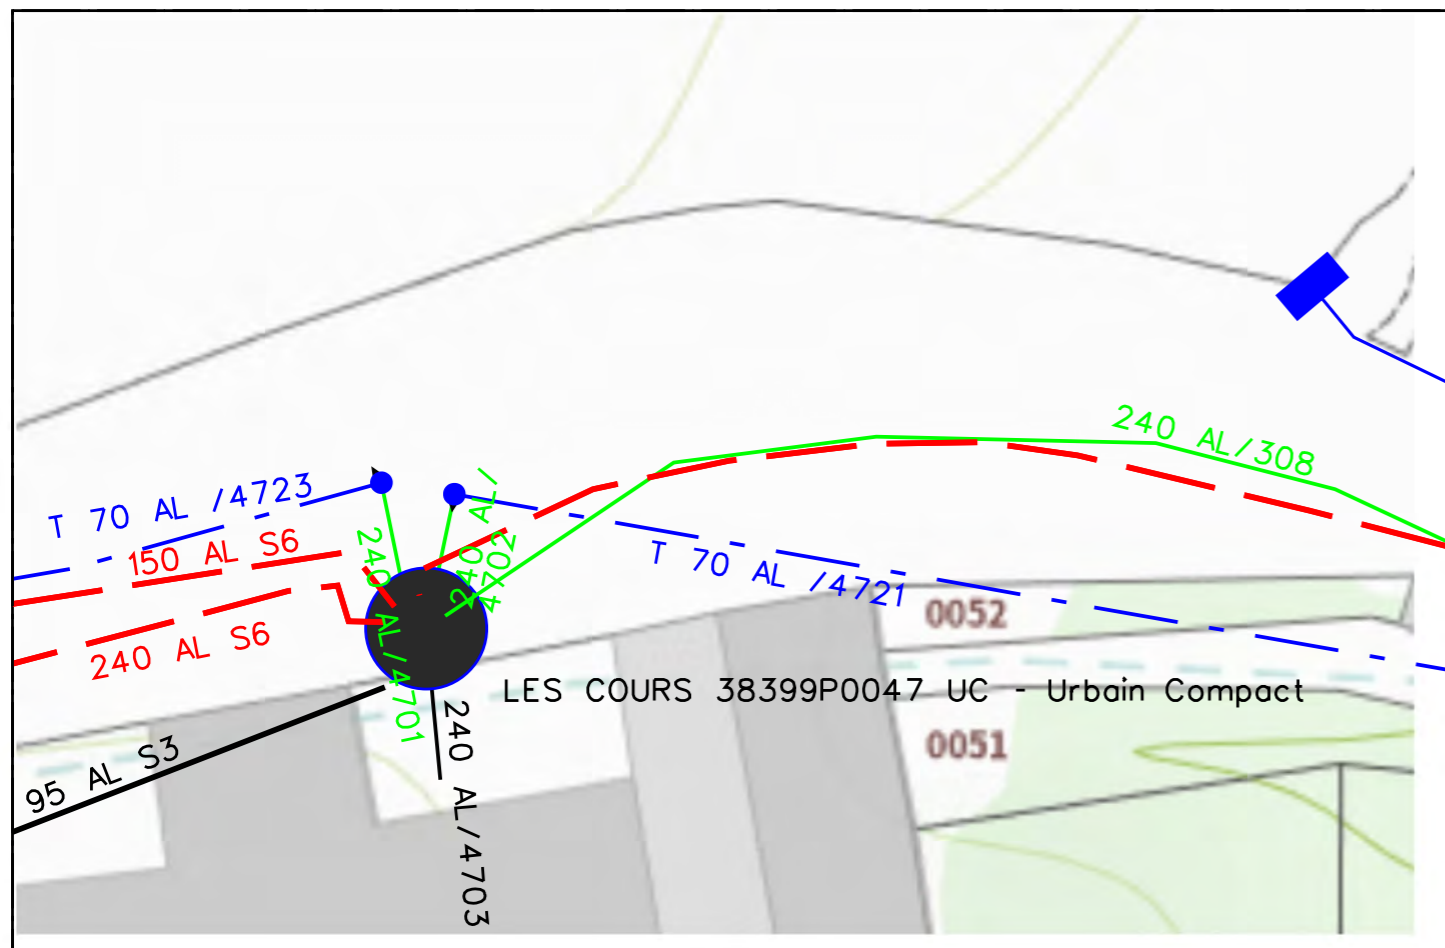 240 AL/308
T 70 AL /4723
150 AL S6
240 AL S6
240 AL/4701
240 AL/
4702
T 70 AL /4721
0052
LES COURS 38399P0047 UC - Urbain Compact
0051
95 AL S3
240 AL/4703